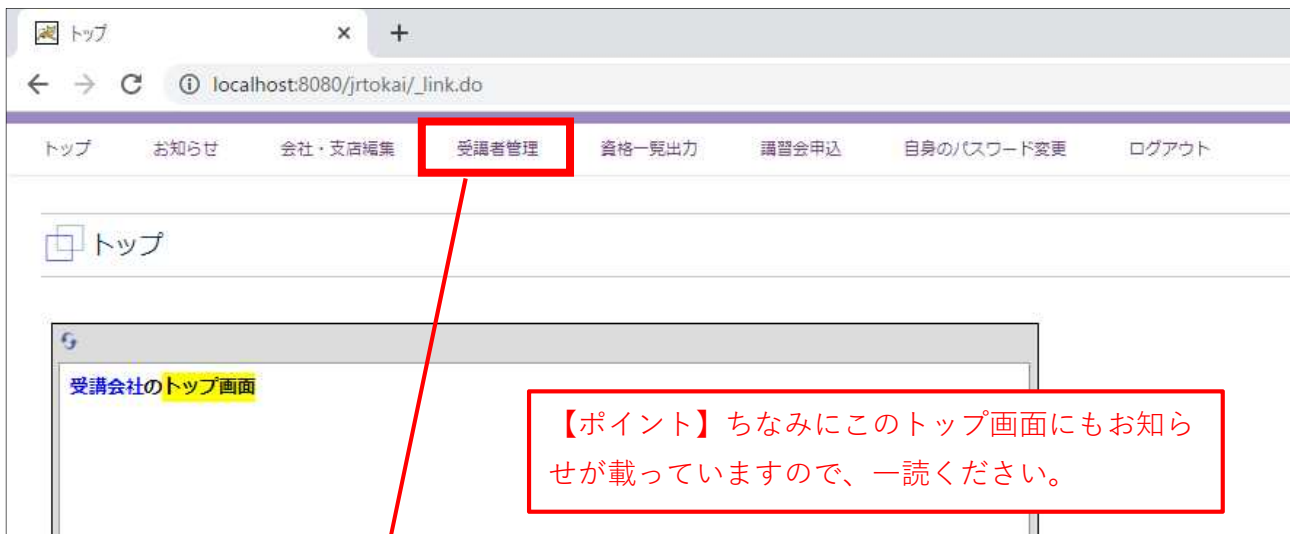 トップ
localhost:8080/jrtokai/_link.do
トップ お知らせ 会社・支店編集 受講者管理 資格一覧出力 講習会申込 自身のパスワード変更 ログアウト
トップ
受講会社のトップ画面
【ポイント】ちなみにこのトップ画面にもお知ら
せが載っていますので、一読ください。